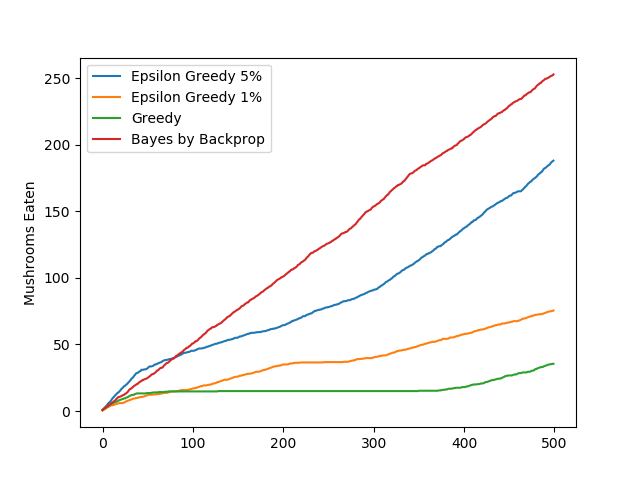 Epsilon Greedy 5%
Epsilon Greedy 1%
Greedy
Bayes by Backprop
Mushrooms Eaten
250
200
150
100
50
0
0 100 200 300 400 500